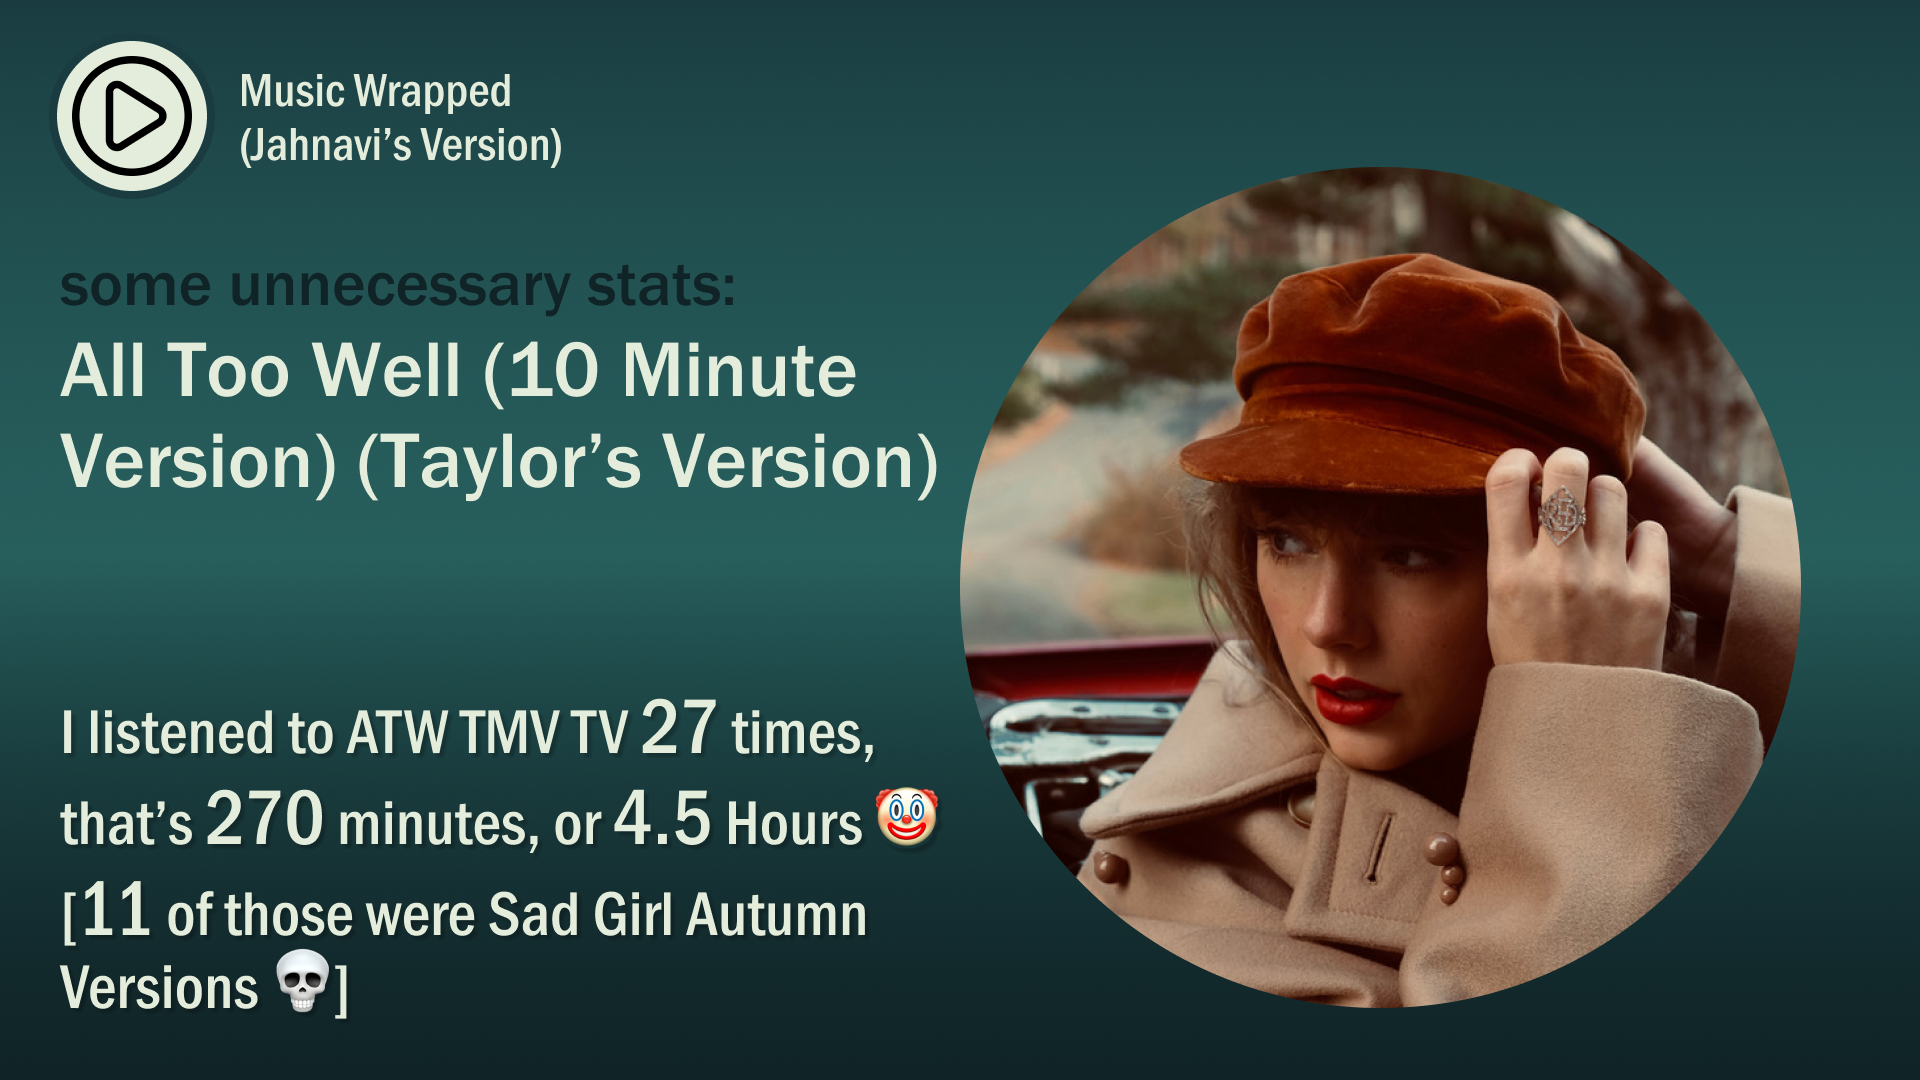 Music Wrapped
(Jahnavi’s Version)
some unnecessary stats:
All Too Well (10 Minute
Version) (Taylor’s Version)
I listened to ATW TMV TV 27 times,
that’s 270 minutes, or 4.5 Hours 🤡
[11 of those were Sad Girl Autumn
Versions 💀]
RED